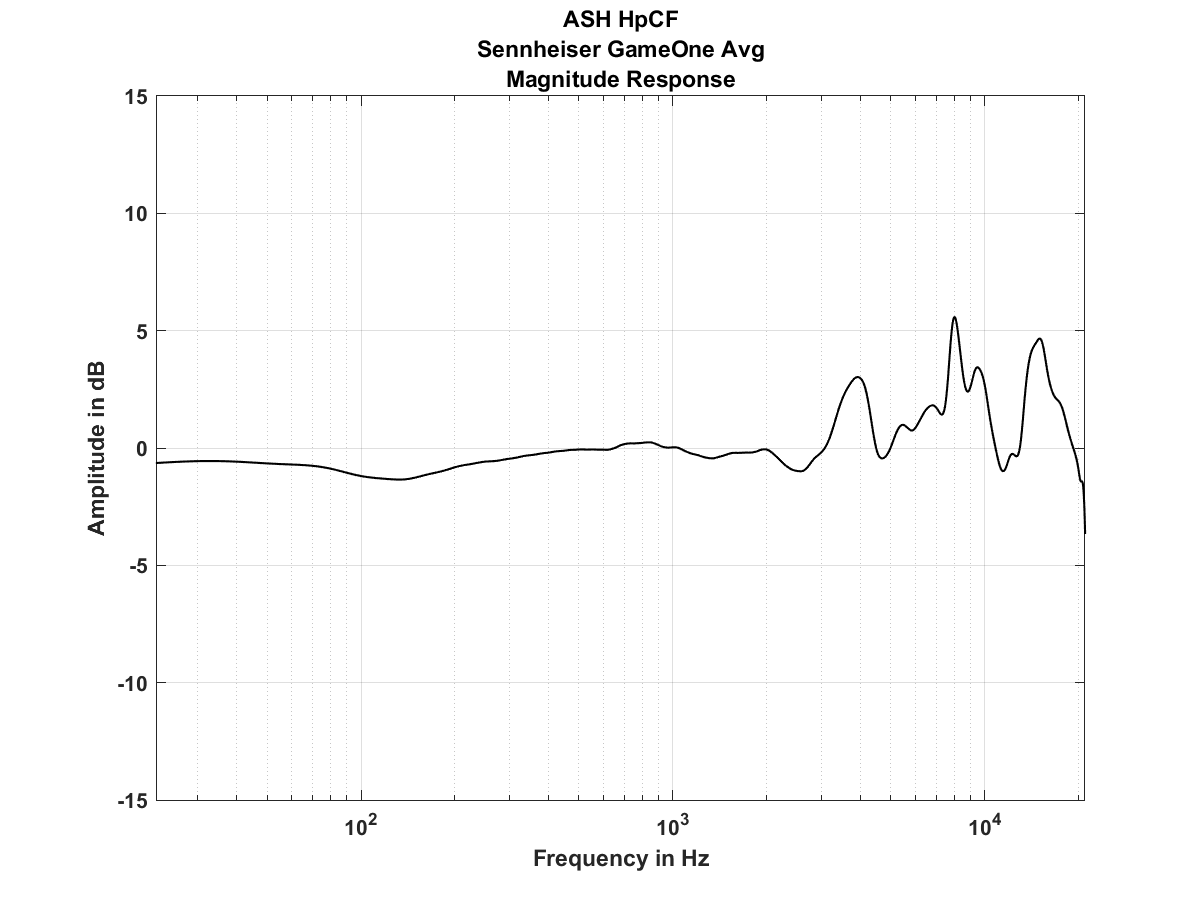 ASH HpCF
Sennheiser GameOne Avg
Magnitude Response
15
10
5
0
-5
-10
-15
Amplitude in dB
10²
10³
10⁴
Frequency in Hz